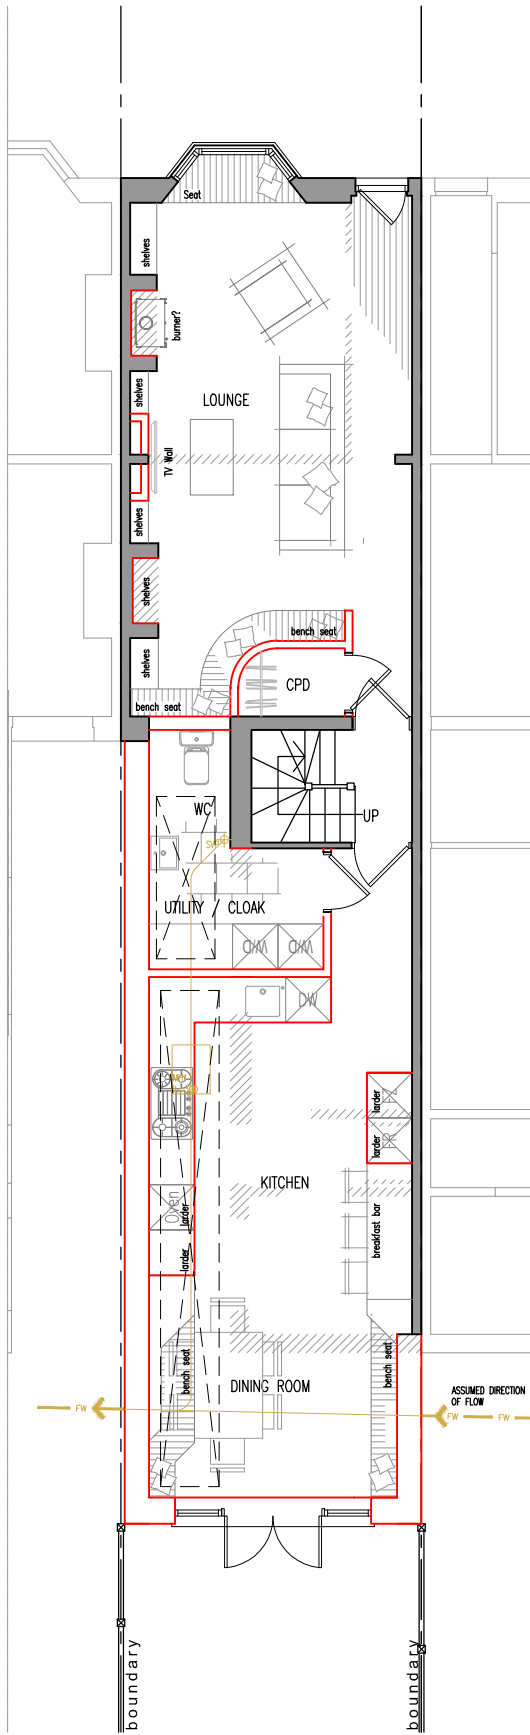 Seat
shelves
burner?
shelves
LOUNGE
TV Wall
shelves
shelves
bench seat
shelves
CPD
bench seat
WC
UP
SVP
UTILITY / CLOAK
W/D
W/D
DW
larder
larder
KITCHEN
Oven
larder
breakfast bar
larder
bench seat
bench seat
DINING ROOM
ASSUMED DIRECTION
OF FLOW
FW
FW
FW
boundary
boundary